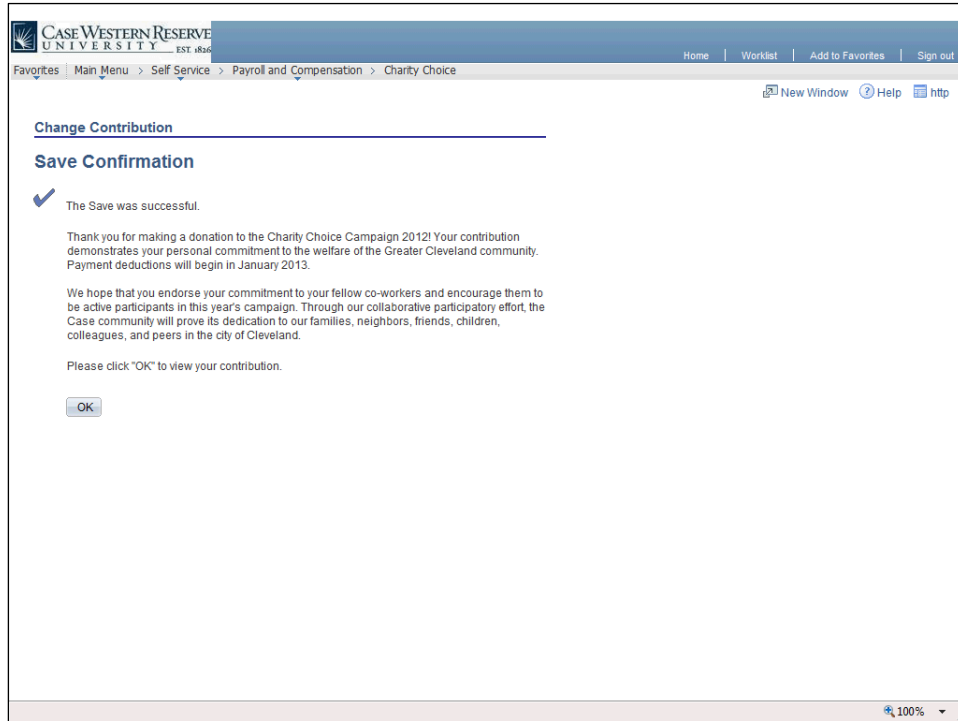 CASE WESTERN RESERVE
UNIVERSITY EST. 1826
Home | Worklist | Add to Favorites | Sign out
Favorites Main Menu > Self Service > Payroll and Compensation > Charity Choice
New Window Help http
Change Contribution
Save Confirmation
The Save was successful.
Thank you for making a donation to the Charity Choice Campaign 2012! Your contribution
demonstrates your personal commitment to the welfare of the Greater Cleveland community.
Payment deductions will begin in January 2013.
We hope that you endorse your commitment to your fellow co-workers and encourage them to
be active participants in this year's campaign. Through our collaborative participatory effort, the
Case community will prove its dedication to our families, neighbors, friends, children,
colleagues, and peers in the city of Cleveland.
Please click "OK" to view your contribution.
OK
100%